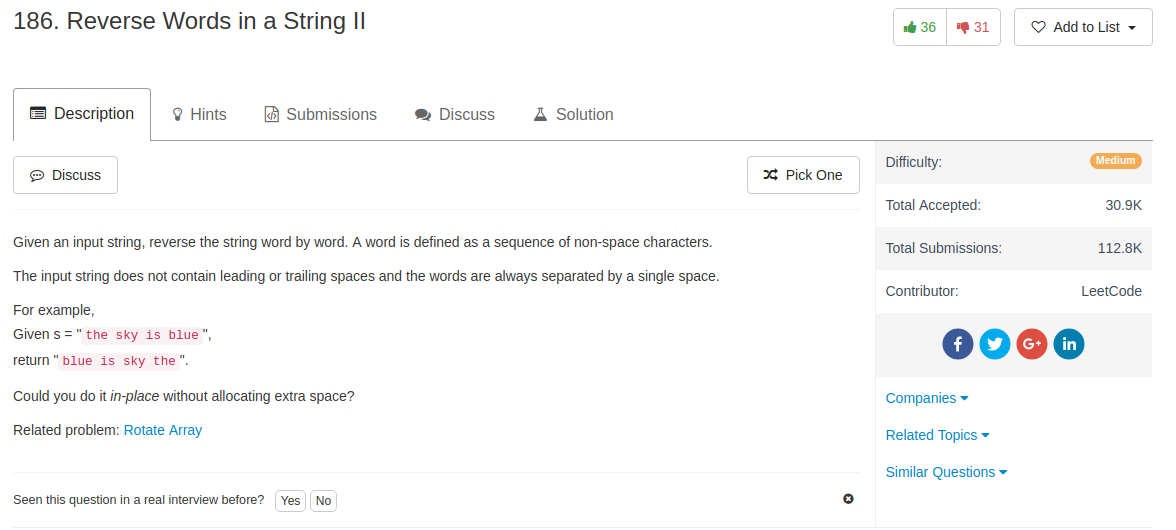 186. Reverse Words in a String II
36
31
Add to List
Description
Hints
Submissions
Discuss
Solution
Discuss
Pick One
Difficulty:
Medium
Total Accepted:
30.9K
Total Submissions:
112.8K
Contributor:
LeetCode
Given an input string, reverse the string word by word. A word is defined as a sequence of non-space characters.
The input string does not contain leading or trailing spaces and the words are always separated by a single space.
For example,
Given s = "the sky is blue",
return "blue is sky the".
Could you do it in-place without allocating extra space?
Related problem: Rotate Array
f
G+
in
Companies
Related Topics
Similar Questions
Seen this question in a real interview before?
Yes
No